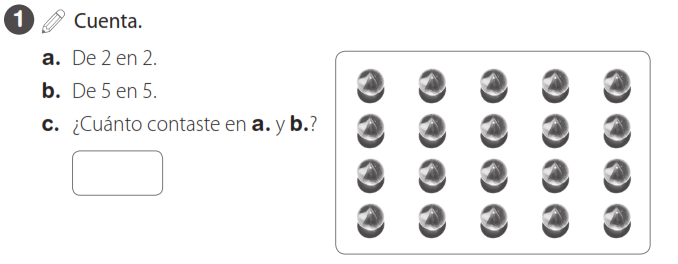 1 Cuenta.
a. De 2 en 2.
b. De 5 en 5.
c. ¿Cuánto contaste en a. y b.?